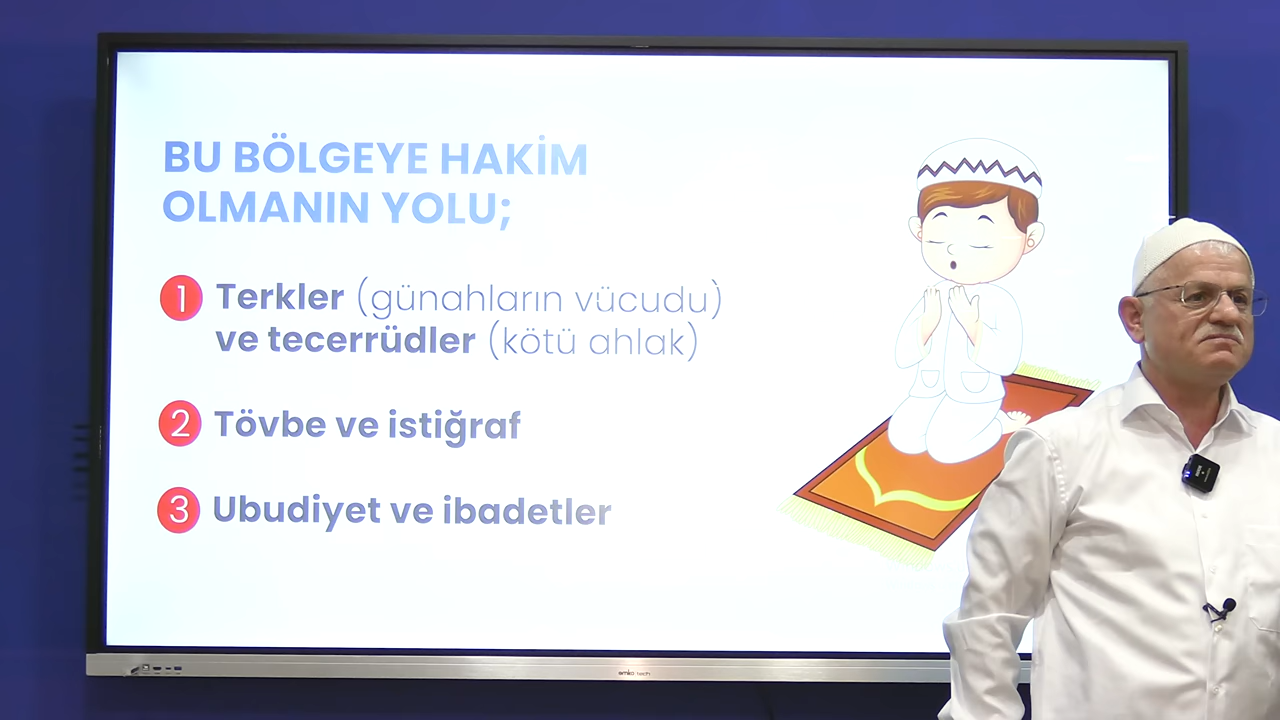 BU BÖLGEYE HAKİM
OLMANIN YOLU;
1 Terkler (günahların vücudu)
ve tecerrüdler (kötü ahlak)
2 Tövbe ve istiğraf
3 Ubudiyet ve ibadetler